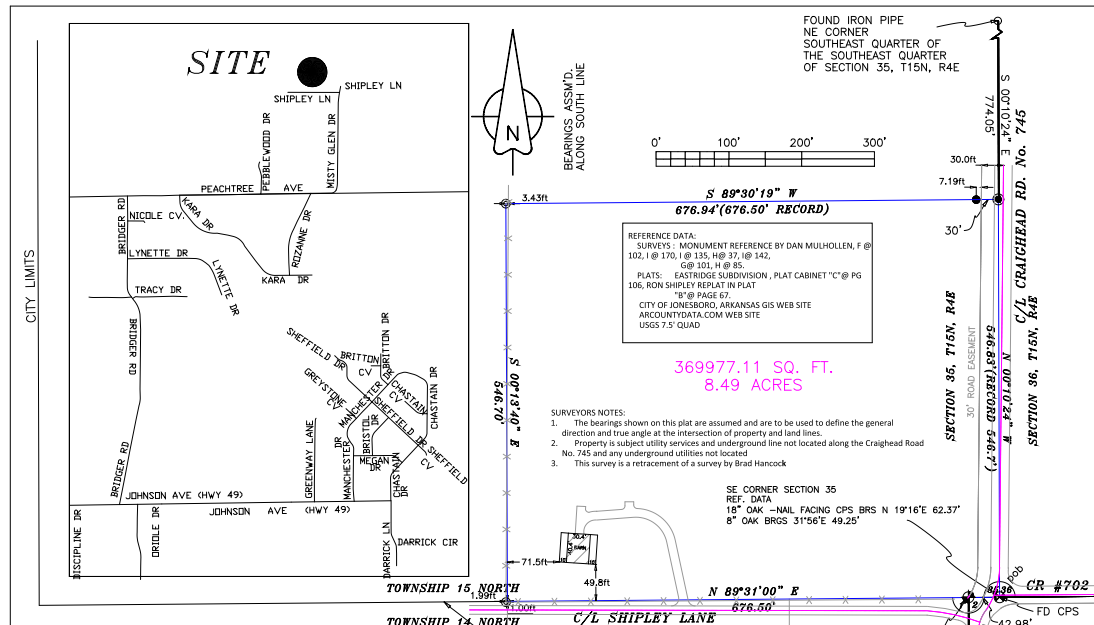 SITE
SHIPLEY LN
SHIPLEY LN
PEBBLEWOOD DR
MISTY GLEN DR
PEACHTREE AVE
BRIDGER RD
NICOLE CV.
KARA DR
ROZANNE DR
LYNETTE DR
LYNETTE DR
KARA DR
TRACY DR
CITY LIMITS
BRIDGER RD
SHEFFIELD DR
BRITTON
CV
BRITTON DR
GREYSTONE
CV
MANCHESTER DR
CHASTAIN
CV
CHASTAIN DR
SHEFFIELD DR
SHEFFIELD
CV
BRISTOL
DR
GREENWAY LANE
MANCHESTER
DR
MEGAN
DR
CHASTAIN
DR
BRIDGER RD
JOHNSON AVE (HWY 49)
JOHNSON AVE (HWY 49)
DISCIPLINE DR
ORIOLE DR
DARRICK LN
DARRICK CIR
N
BEARINGS ASSM'D.
ALONG SOUTH LINE
0' 100' 200' 300'
FOUND IRON PIPE
NE CORNER
SOUTHEAST QUARTER OF
THE SOUTHEAST QUARTER
OF SECTION 35, T15N, R4E
S 00°10'24" E
774.05'
C/L CRAIGHEAD RD. No. 745
30.0ft
7.19ft
30'
3.43ft
S 89°30'19" W
676.94'(676.50' RECORD)
REFERENCE DATA:
SURVEYS : MONUMENT REFERENCE BY DAN MULHOLLEN, F @
102, I @ 170, I @ 135, H@ 37, I@ 142,
G@ 101, H @ 85.
PLATS: EASTRIDGE SUBDIVISION , PLAT CABINET "C"@ PG
106, RON SHIPLEY REPLAT IN PLAT
"B"@ PAGE 67.
CITY OF JONESBORO, ARKANSAS GIS WEB SITE
ARCOUNTYDATA.COM WEB SITE
USGS 7.5' QUAD
369977.11 SQ. FT.
8.49 ACRES
S 00°13'40" E
546.70'
SECTION 35, T15N, R4E
30' ROAD EASEMENT
N 00°10'24" W
546.83'(RECORD 546.7')
SECTION 36, T15N, R4E
SURVEYORS NOTES:
1. The bearings shown on this plat are assumed and are to be used to define the general
direction and true angle at the intersection of property and land lines.
2. Property is subject utility services and underground line not located along the Craighead Road
No. 745 and any underground utilities not located
3. This survey is a retracement of a survey by Brad Hancock
SE CORNER SECTION 35
REF. DATA
18" OAK -NAIL FACING CPS BRS N 19°16'E 62.37'
8" OAK BRGS 31°56'E 49.25'
30.4'
40.4'
BARN
71.5ft
49.8ft
TOWNSHIP 15 NORTH
1.99ft
N 89°31'00" E
676.50'
1.00ft
TOWNSHIP 14 NORTH
C/L SHIPLEY LANE
pob
CR #702
2
FD CPS
42.98'